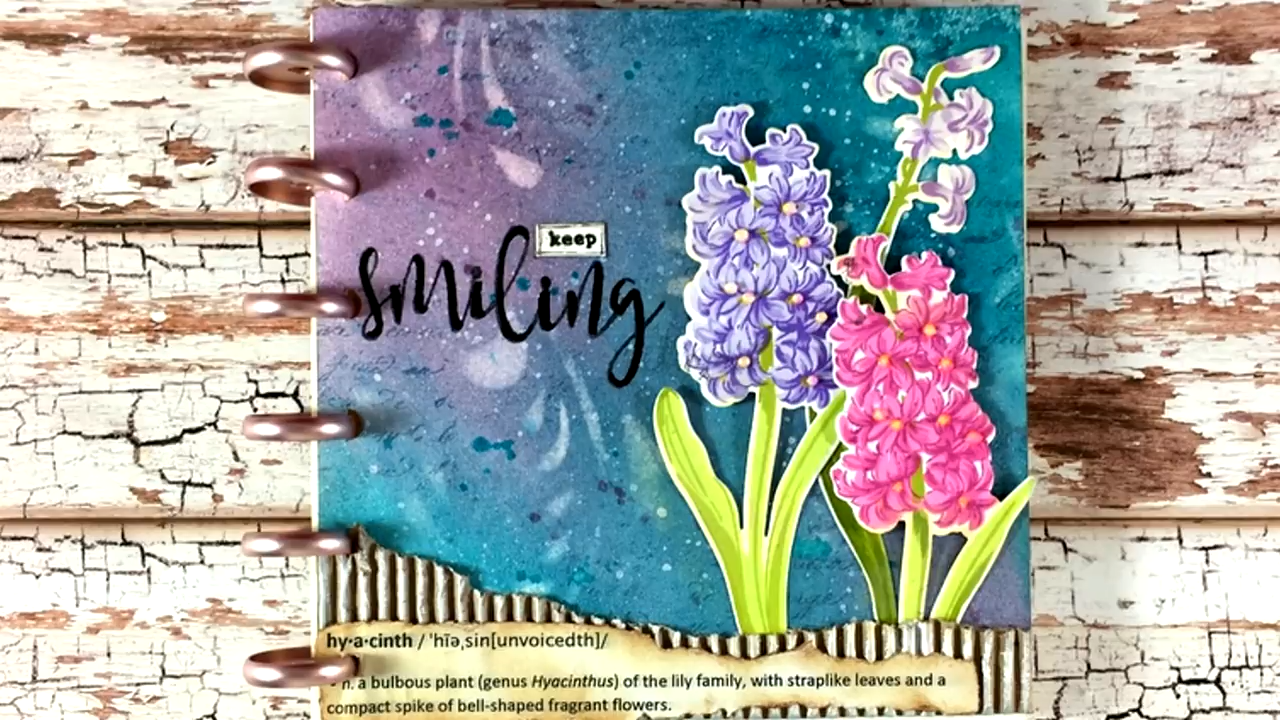 keep
smiling
hy·a·cinth / 'hīə͵sin[unvoicedth]/
n. a bulbous plant (genus Hyacinthus) of the lily family, with straplike leaves and a
compact spike of bell-shaped fragrant flowers.